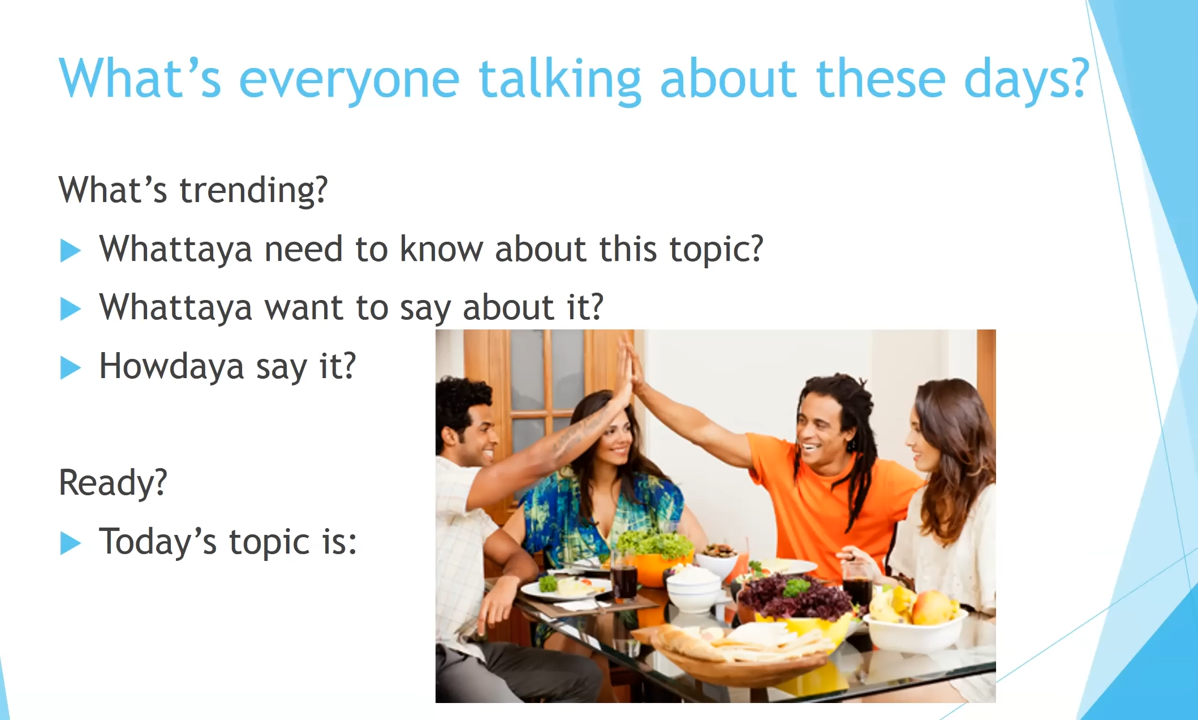 What’s everyone talking about these days?
What’s trending?
Whattaya need to know about this topic?
Whattaya want to say about it?
Howdaya say it?
Ready?
Today’s topic is: